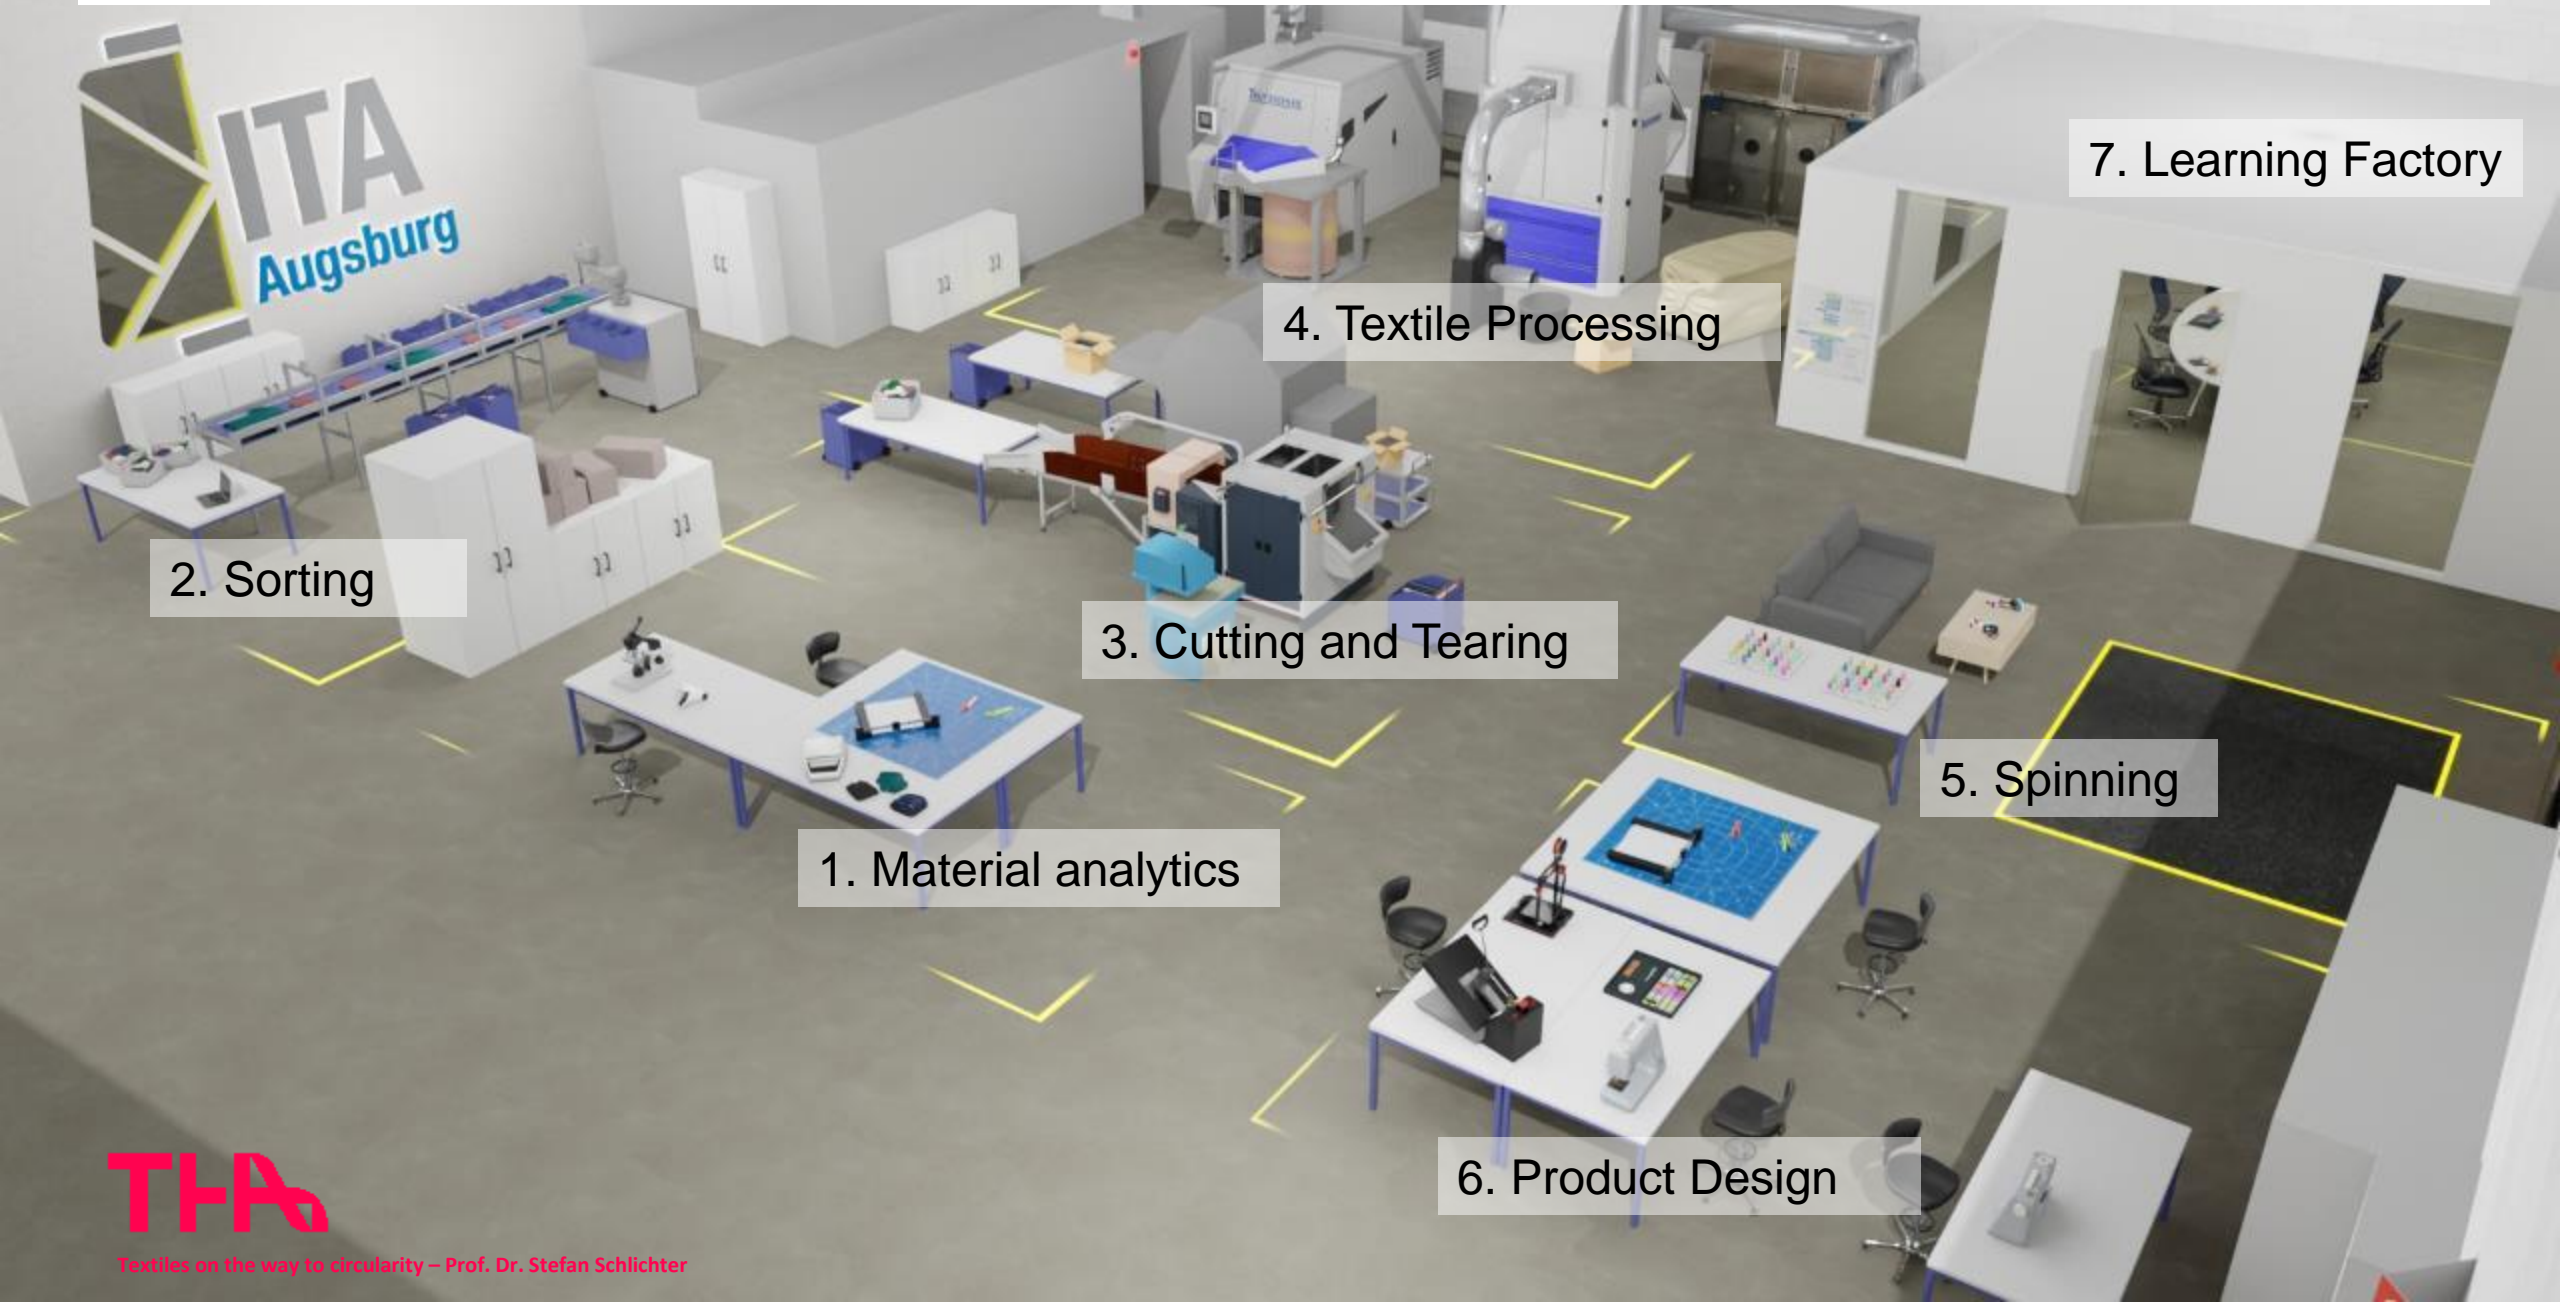 ITA
Augsburg
7. Learning Factory
4. Textile Processing
2. Sorting
3. Cutting and Tearing
5. Spinning
1. Material analytics
6. Product Design
THA
Textiles on the way to circularity – Prof. Dr. Stefan Schlichter